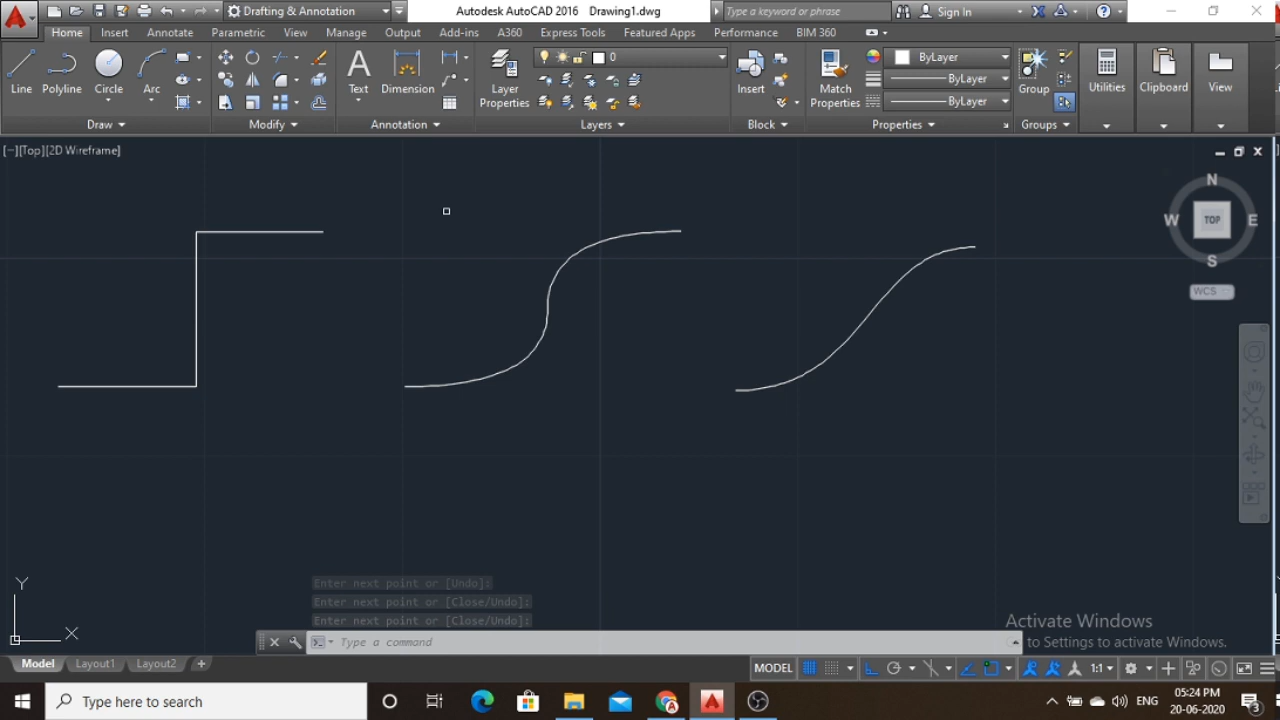 Drafting & Annotation Autodesk AutoCAD 2016 Drawing1.dwg Type a keyword or phrase Sign In
Home Insert Annotate Parametric View Manage Output Add-ins A360 Express Tools Featured Apps Performance BIM 360
Line Polyline Circle Arc Text Dimension Layer Properties 0 Insert Match Properties ByLayer ByLayer ByLayer Group Utilities Clipboard View
Draw Modify Annotation Layers Block Properties Groups
[−][Top][2D Wireframe]
N
W TOP E
S
WCS
Y
X
Enter next point or [Undo]:
Enter next point or [Close/Undo]:
Enter next point or [Close/Undo]:
Activate Windows
Type a command
to Settings to activate Windows.
Model Layout1 Layout2 + MODEL 1:1
Type here to search
ENG
05:24 PM
20-06-2020
3